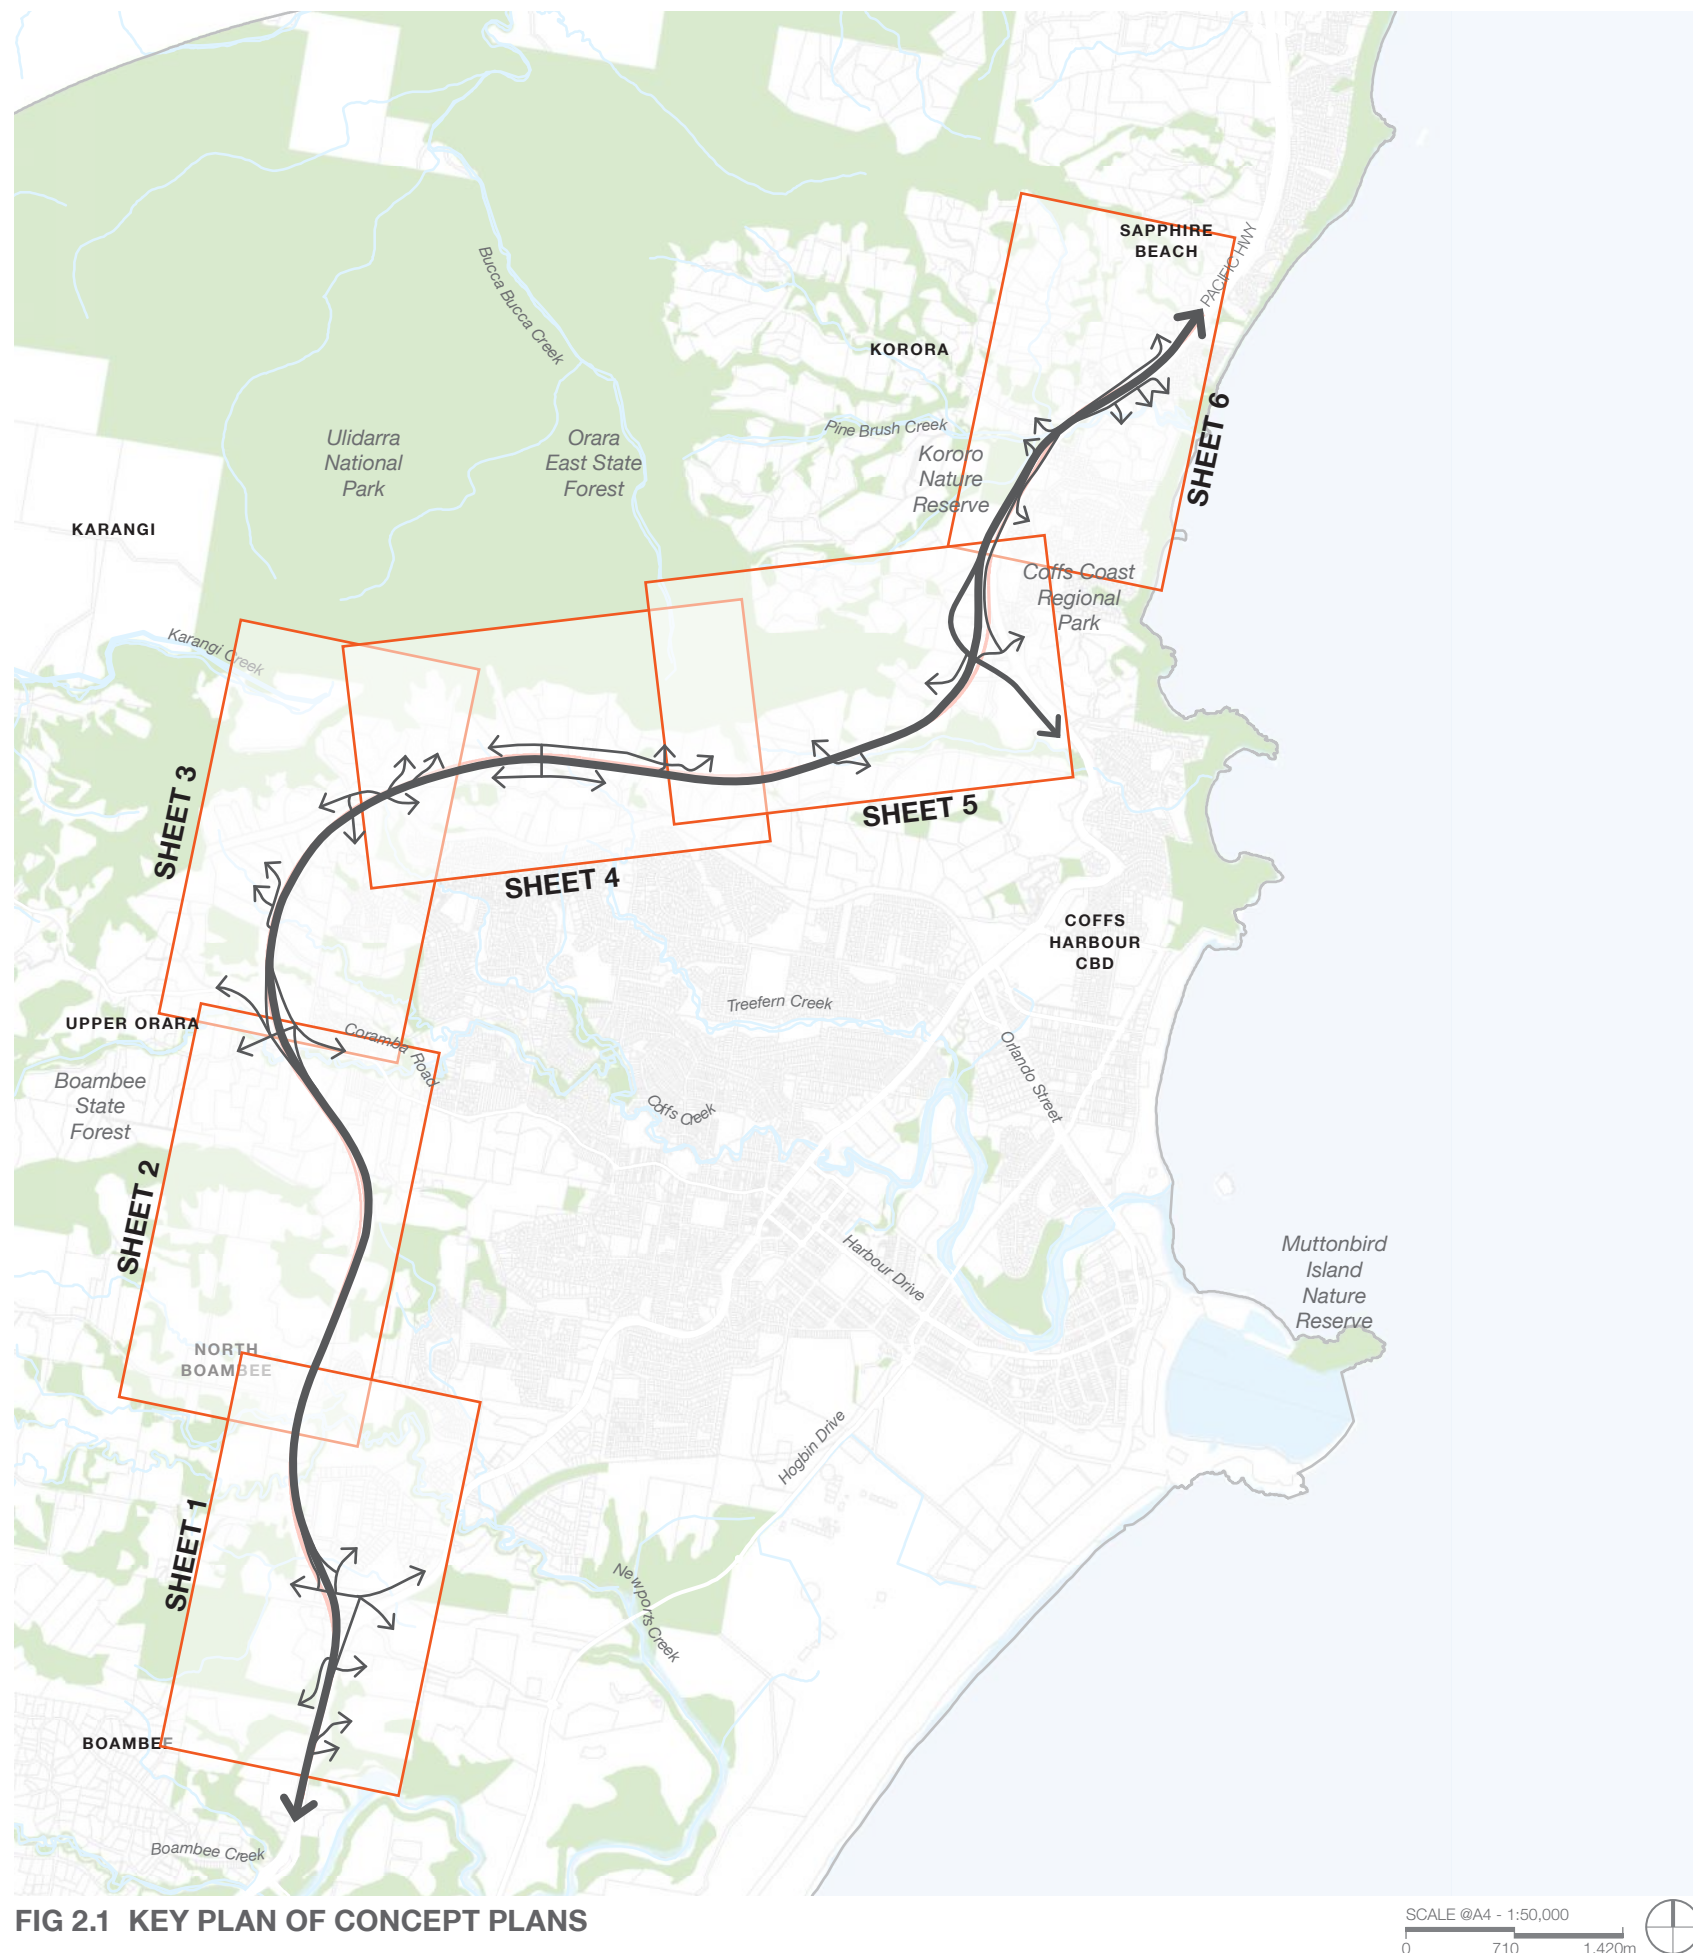 SAPPHIRE
BEACH
PACIFIC HWY
Bucca Bucca Creek
KORORA
SHEET 6
Pine Brush Creek
Ulidarra
National
Park
Orara
East State
Forest
Kororo
Nature
Reserve
KARANGI
Coffs Coast
Regional
Park
Karangi Creek
SHEET 3
SHEET 5
SHEET 4
COFFS
HARBOUR
CBD
Treefern Creek
UPPER ORARA
Coramba Road
Orlando Street
Boambee
State
Forest
Coffs Creek
SHEET 2
Harbour Drive
Muttonbird
Island
Nature
Reserve
NORTH
BOAMBEE
Hogbin Drive
SHEET 1
Newports Creek
BOAMBEE
Boambee Creek
FIG 2.1 KEY PLAN OF CONCEPT PLANS
SCALE @A4 - 1:50,000
0 710 1,420m